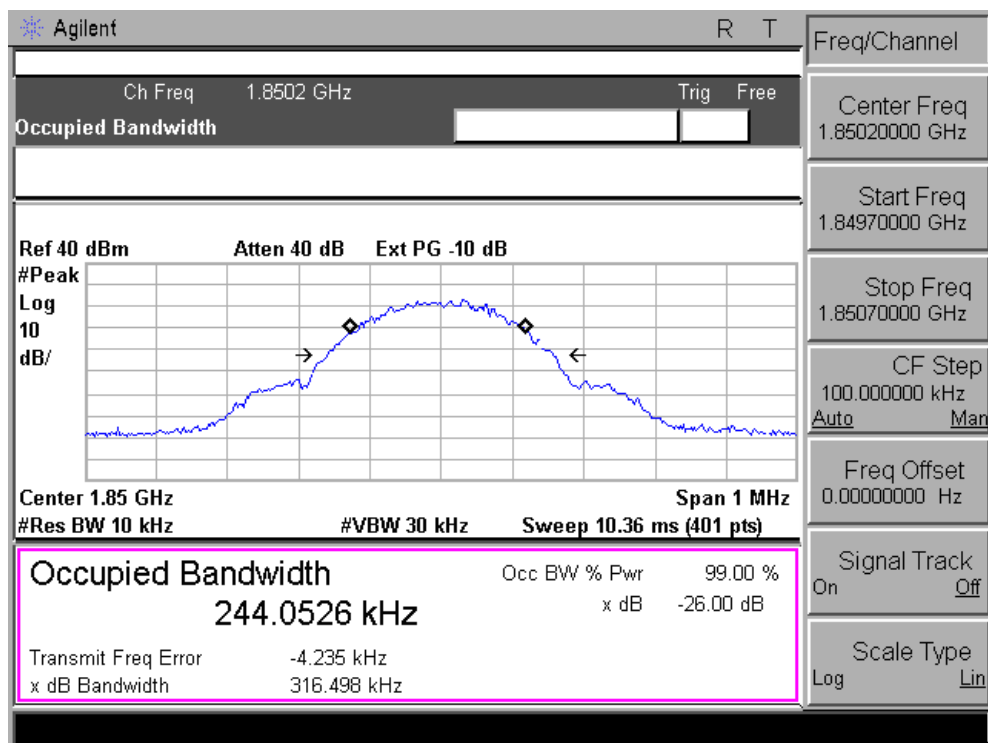 Agilent R T
Ch Freq 1.8502 GHz Trig Free
Occupied Bandwidth
Ref 40 dBm Atten 40 dB Ext PG -10 dB
#Peak
Log
10
dB/
Center 1.85 GHz Span 1 MHz
#Res BW 10 kHz #VBW 30 kHz Sweep 10.36 ms (401 pts)
Occupied Bandwidth Occ BW % Pwr 99.00 %
244.0526 kHz x dB -26.00 dB
Transmit Freq Error -4.235 kHz
x dB Bandwidth 316.498 kHz
Freq/Channel
Center Freq
1.85020000 GHz
Start Freq
1.84970000 GHz
Stop Freq
1.85070000 GHz
CF Step
100.000000 kHz
Auto Man
Freq Offset
0.00000000 Hz
Signal Track
On Off
Scale Type
Log Lin